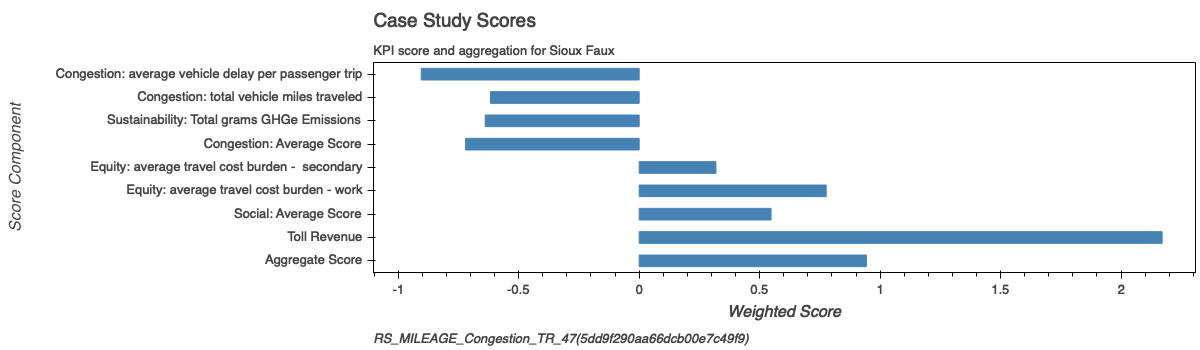 Case Study Scores
KPI score and aggregation for Sioux Faux
Score Component
Congestion: average vehicle delay per passenger trip
Congestion: total vehicle miles traveled
Sustainability: Total grams GHGe Emissions
Congestion: Average Score
Equity: average travel cost burden -  secondary
Equity: average travel cost burden - work
Social: Average Score
Toll Revenue
Aggregate Score
-1 -0.5 0 0.5 1 1.5 2
Weighted Score
RS_MILEAGE_Congestion_TR_47(5dd9f290aa66dcb00e7c49f9)